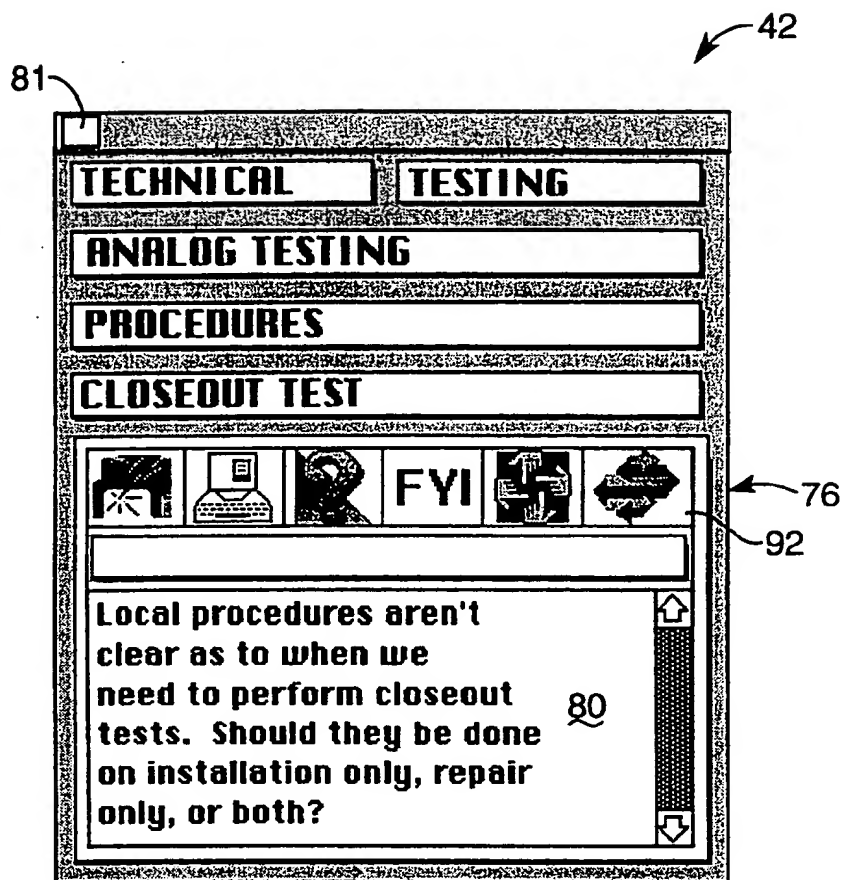 42
81
TECHNICAL TESTING
ANALOG TESTING
PROCEDURES
CLOSEOUT TEST
FYI
76
92
Local procedures aren't
clear as to when we
need to perform closeout
tests. Should they be done
on installation only, repair
only, or both?
80